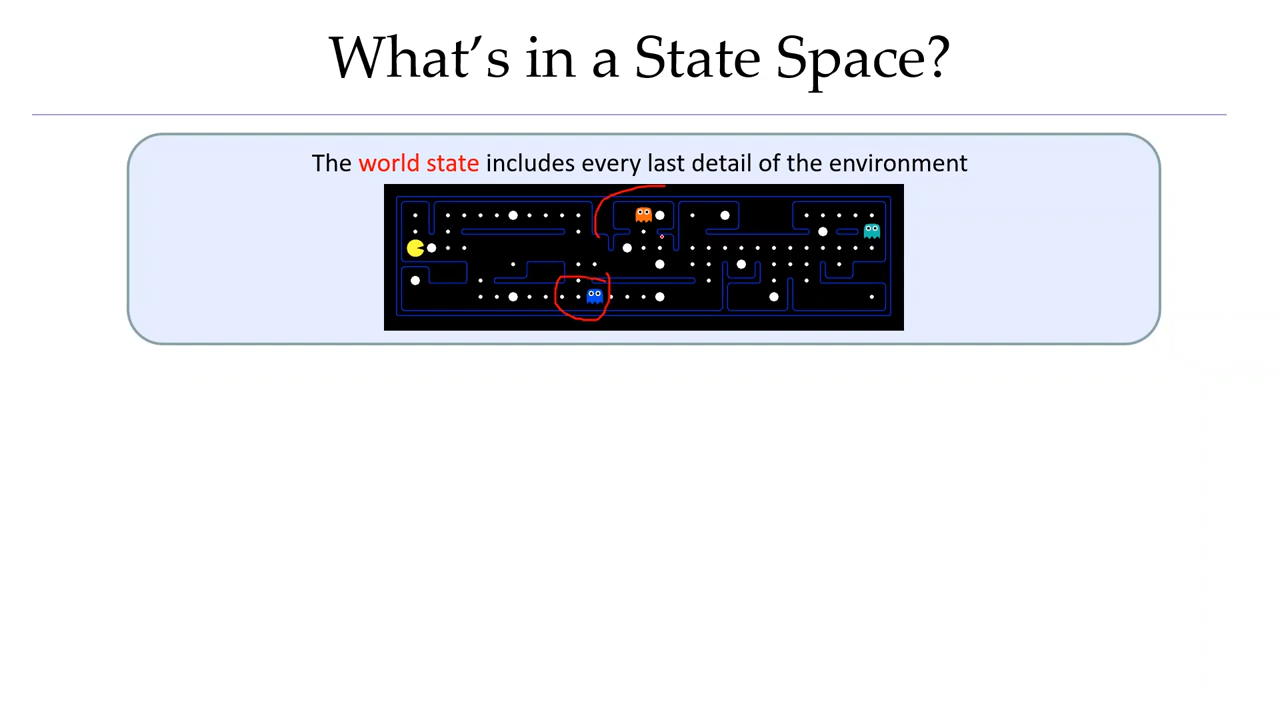 What’s in a State Space?
The world state includes every last detail of the environment